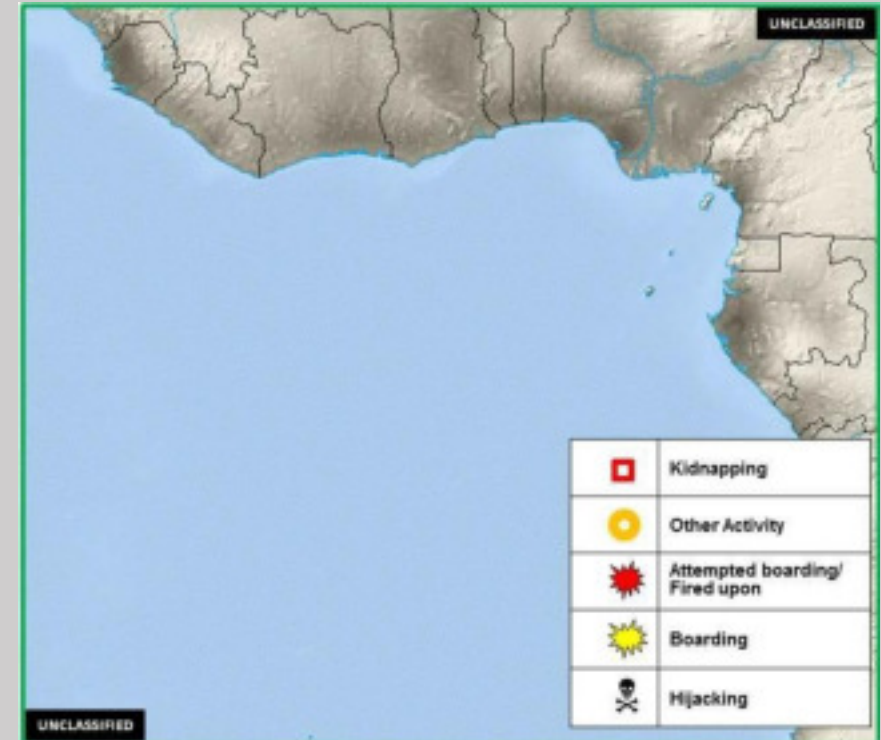 UNCLASSIFIED
Kidnapping
Other Activity
Attempted boarding/
Fired upon
Boarding
Hijacking
UNCLASSIFIED